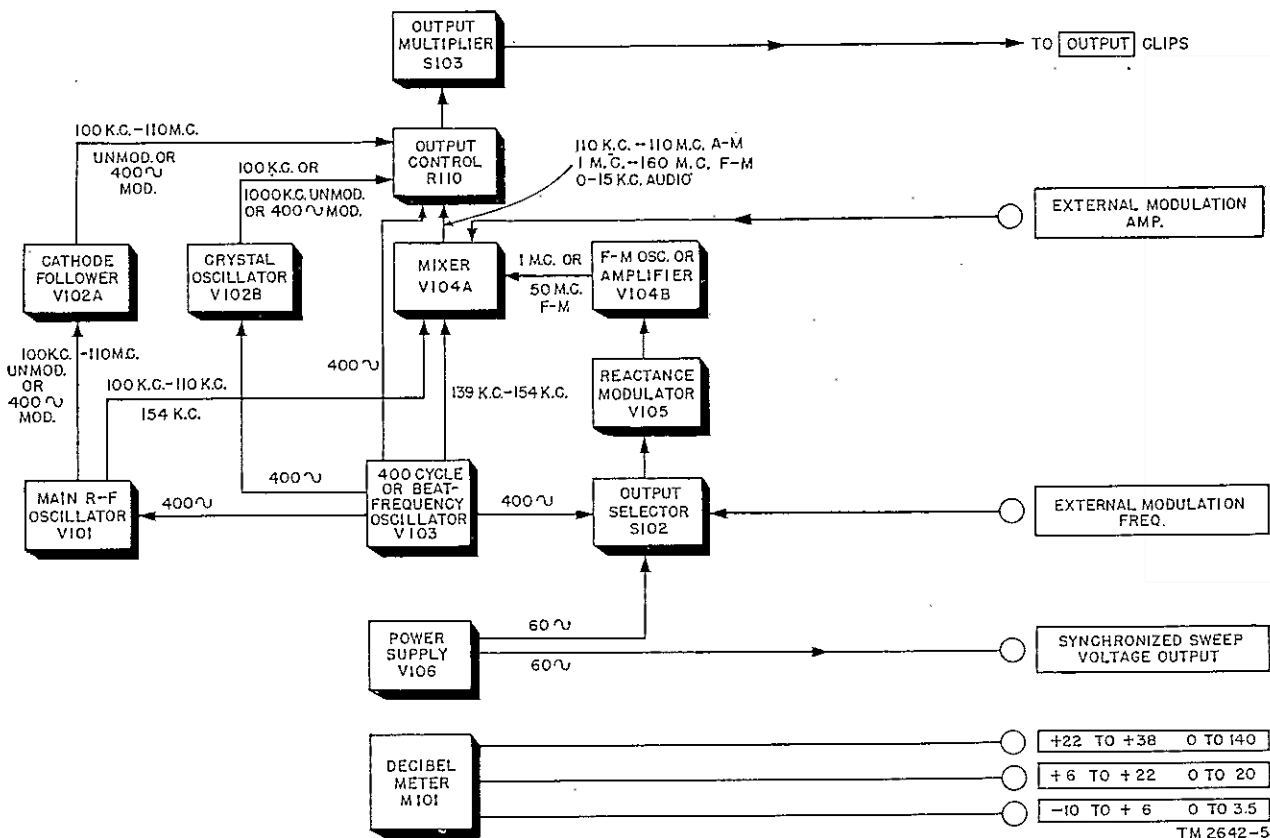 OUTPUT
MULTIPLIER
S103
TO OUTPUT CLIPS
100 K.C.-110 M.C.
UNMOD. OR
400∿
MOD.
100 K.C. OR
1000 K.C. UNMOD.
OR 400∿ MOD.
OUTPUT
CONTROL
R110
110 K.C.-110 M.C. A-M
1 M.C.-160 M.C. F-M
0-15 K.C. AUDIO
EXTERNAL MODULATION
AMP.
CATHODE
FOLLOWER
V102A
CRYSTAL
OSCILLATOR
V102B
MIXER
V104A
1 M.C. OR
50 M.C.
F-M
F-M OSC. OR
AMPLIFIER
V104B
100K.C. -110M.C.
UNMOD.
OR
400∿
MOD.
100 K.C.-110 K.C.
154 K.C.
400∿
139 K.C.-154 K.C.
REACTANCE
MODULATOR
V105
MAIN R-F
OSCILLATOR
V101
400∿
400∿
400 CYCLE
OR BEAT-
FREQUENCY
OSCILLATOR
V103
400∿
OUTPUT
SELECTOR
S102
EXTERNAL MODULATION
FREQ.
POWER
SUPPLY
V106
60∿
60∿
SYNCHRONIZED SWEEP
VOLTAGE OUTPUT
DECIBEL
METER
M101
+22 TO +38 0 TO 140
+6 TO +22 0 TO 20
-10 TO + 6 0 TO 3.5
TM 2642-5